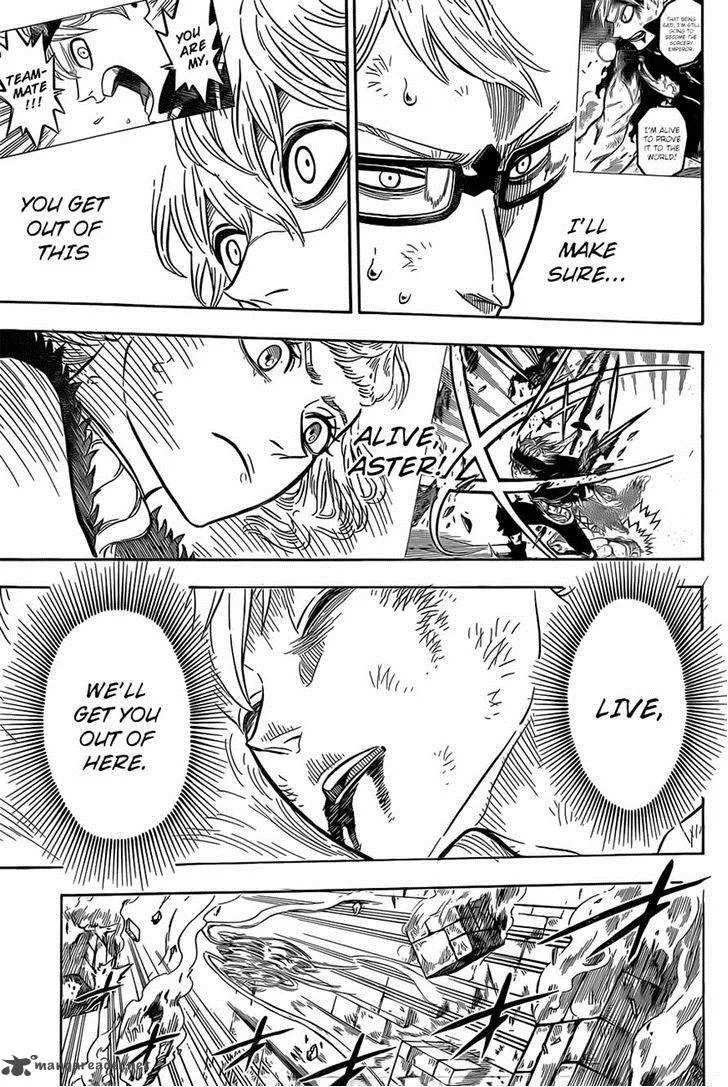 THAT BEING
SAID, I'M STILL
GOING TO
BECOME THE
SORCERY
EMPEROR.
I'M ALIVE
TO PROVE
IT TO THE
WORLD!
I'LL
MAKE
SURE...
YOU
ARE
MY,
TEAM-
MATE
!!!
YOU GET
OUT OF
THIS
ALIVE,
ASTER!
LIVE,
WE'LL
GET YOU
OUT OF
HERE.